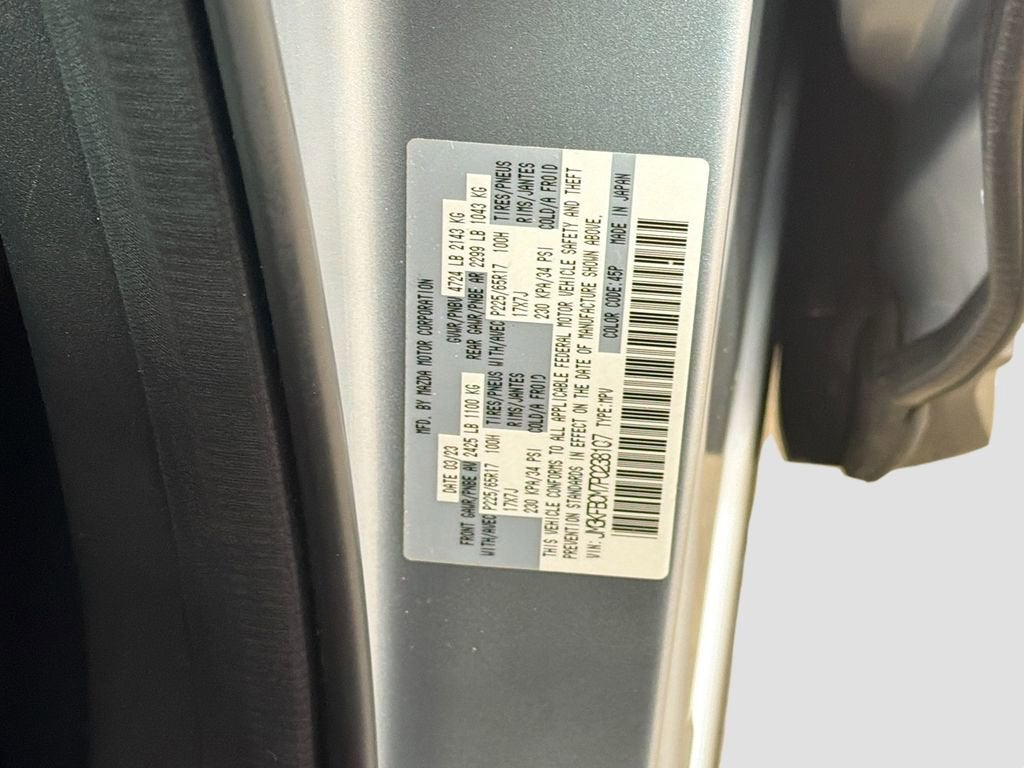 MFD. BY MAZDA MOTOR CORPORATION
DATE 03/23 GVWR/PNBV 4724 LB 2143 KG
FRONT GAWR/PNBE AV 2425 LB 1100 KG REAR GAWR/PNBE AR 2299 LB 1043 KG
WITH/AVEC P225/65R17 100H TIRES/PNEUS WITH/AVEC P225/65R17 100H TIRES/PNEUS
17X7J RIMS/JANTES 17X7J RIMS/JANTES
230 KPA/34 PSI COLD/A FROID 230 KPA/34 PSI COLD/A FROID
THIS VEHICLE CONFORMS TO ALL APPLICABLE FEDERAL MOTOR VEHICLE SAFETY AND THEFT
PREVENTION STANDARDS IN EFFECT ON THE DATE OF MANUFACTURE SHOWN ABOVE.
VIN: TYPE:MPV COLOR CODE:45P MADE IN JAPAN